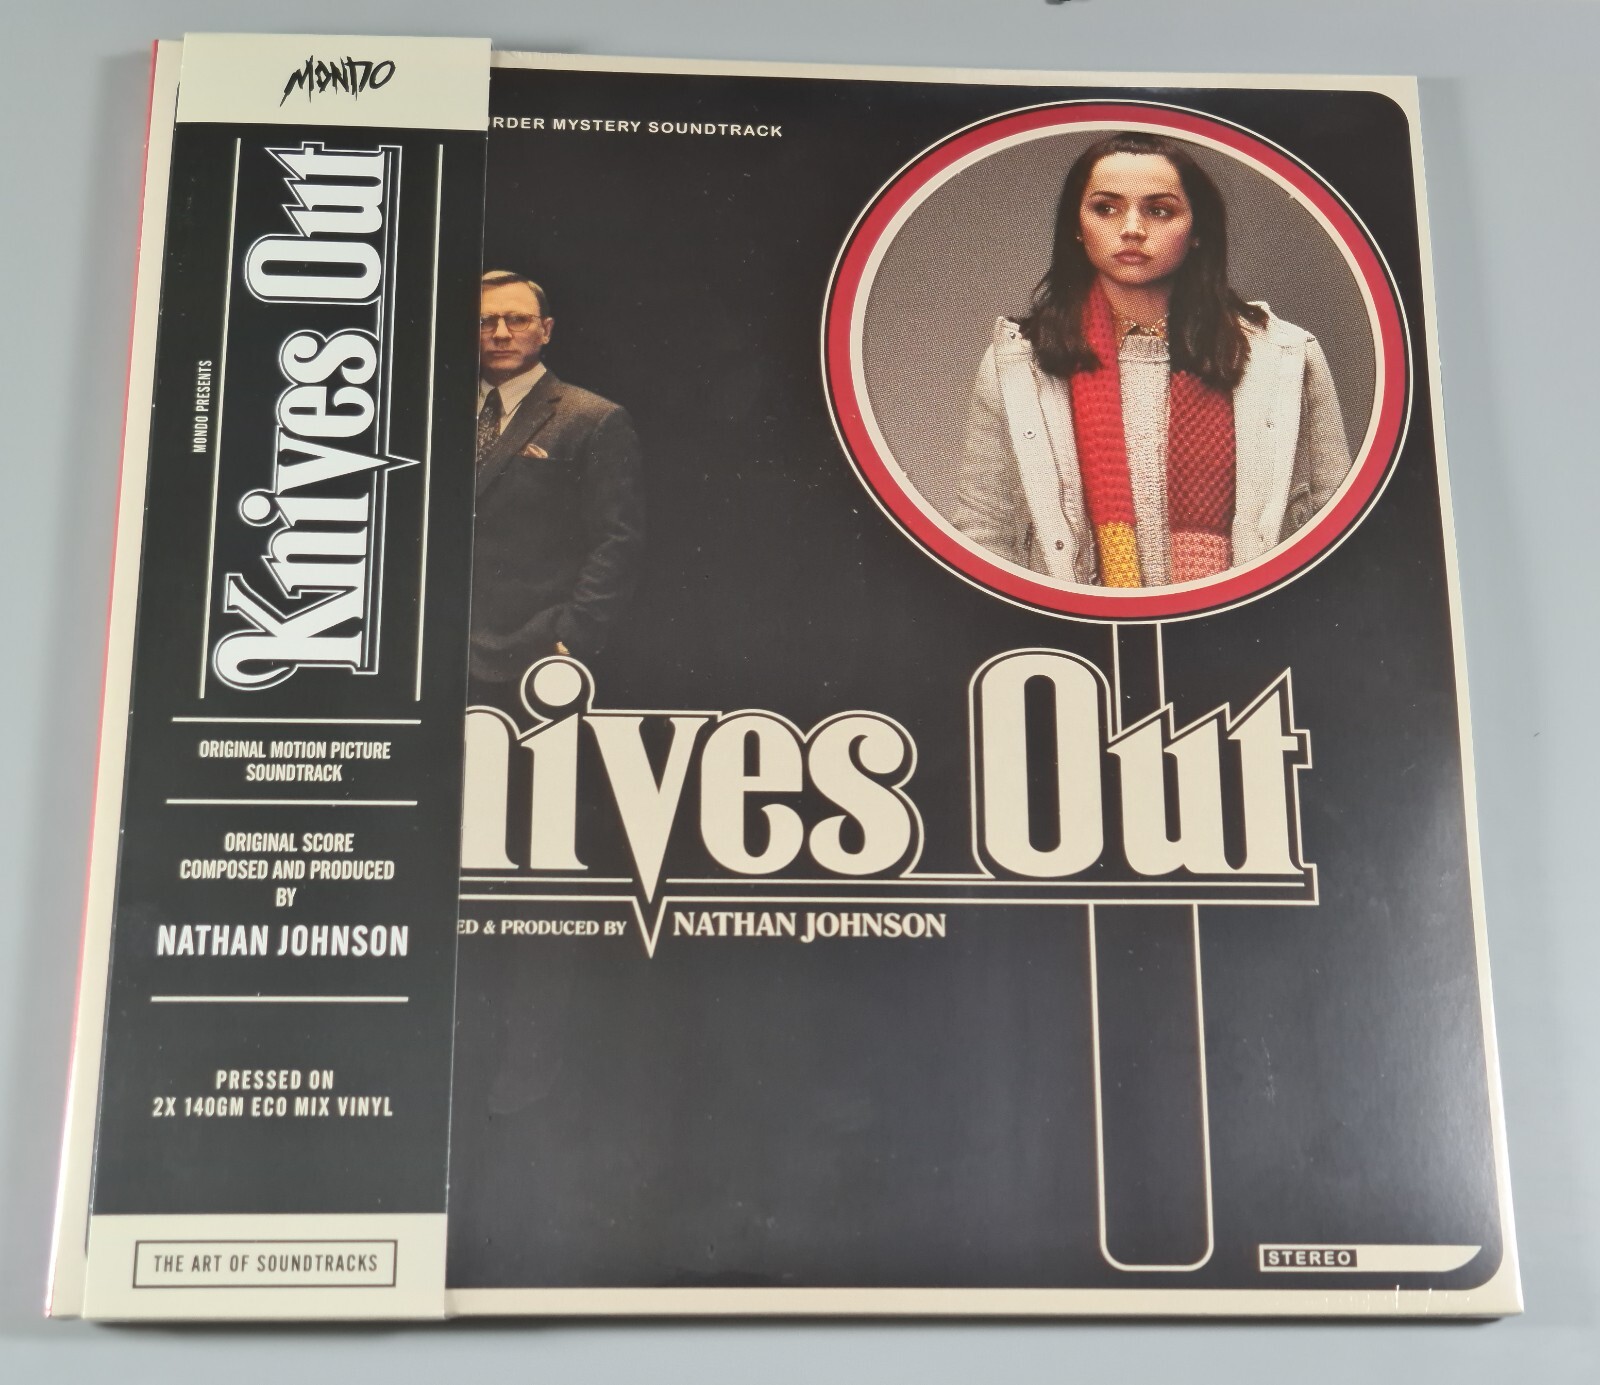 MONDO
MONDO PRESENTS
Knives Out
ORIGINAL MOTION PICTURE
SOUNDTRACK
ORIGINAL SCORE
COMPOSED AND PRODUCED
BY
NATHAN JOHNSON
PRESSED ON
2X 140GM ECO MIX VINYL
THE ART OF SOUNDTRACKS
URDER MYSTERY SOUNDTRACK
nives Out
ED & PRODUCED BY NATHAN JOHNSON
STEREO